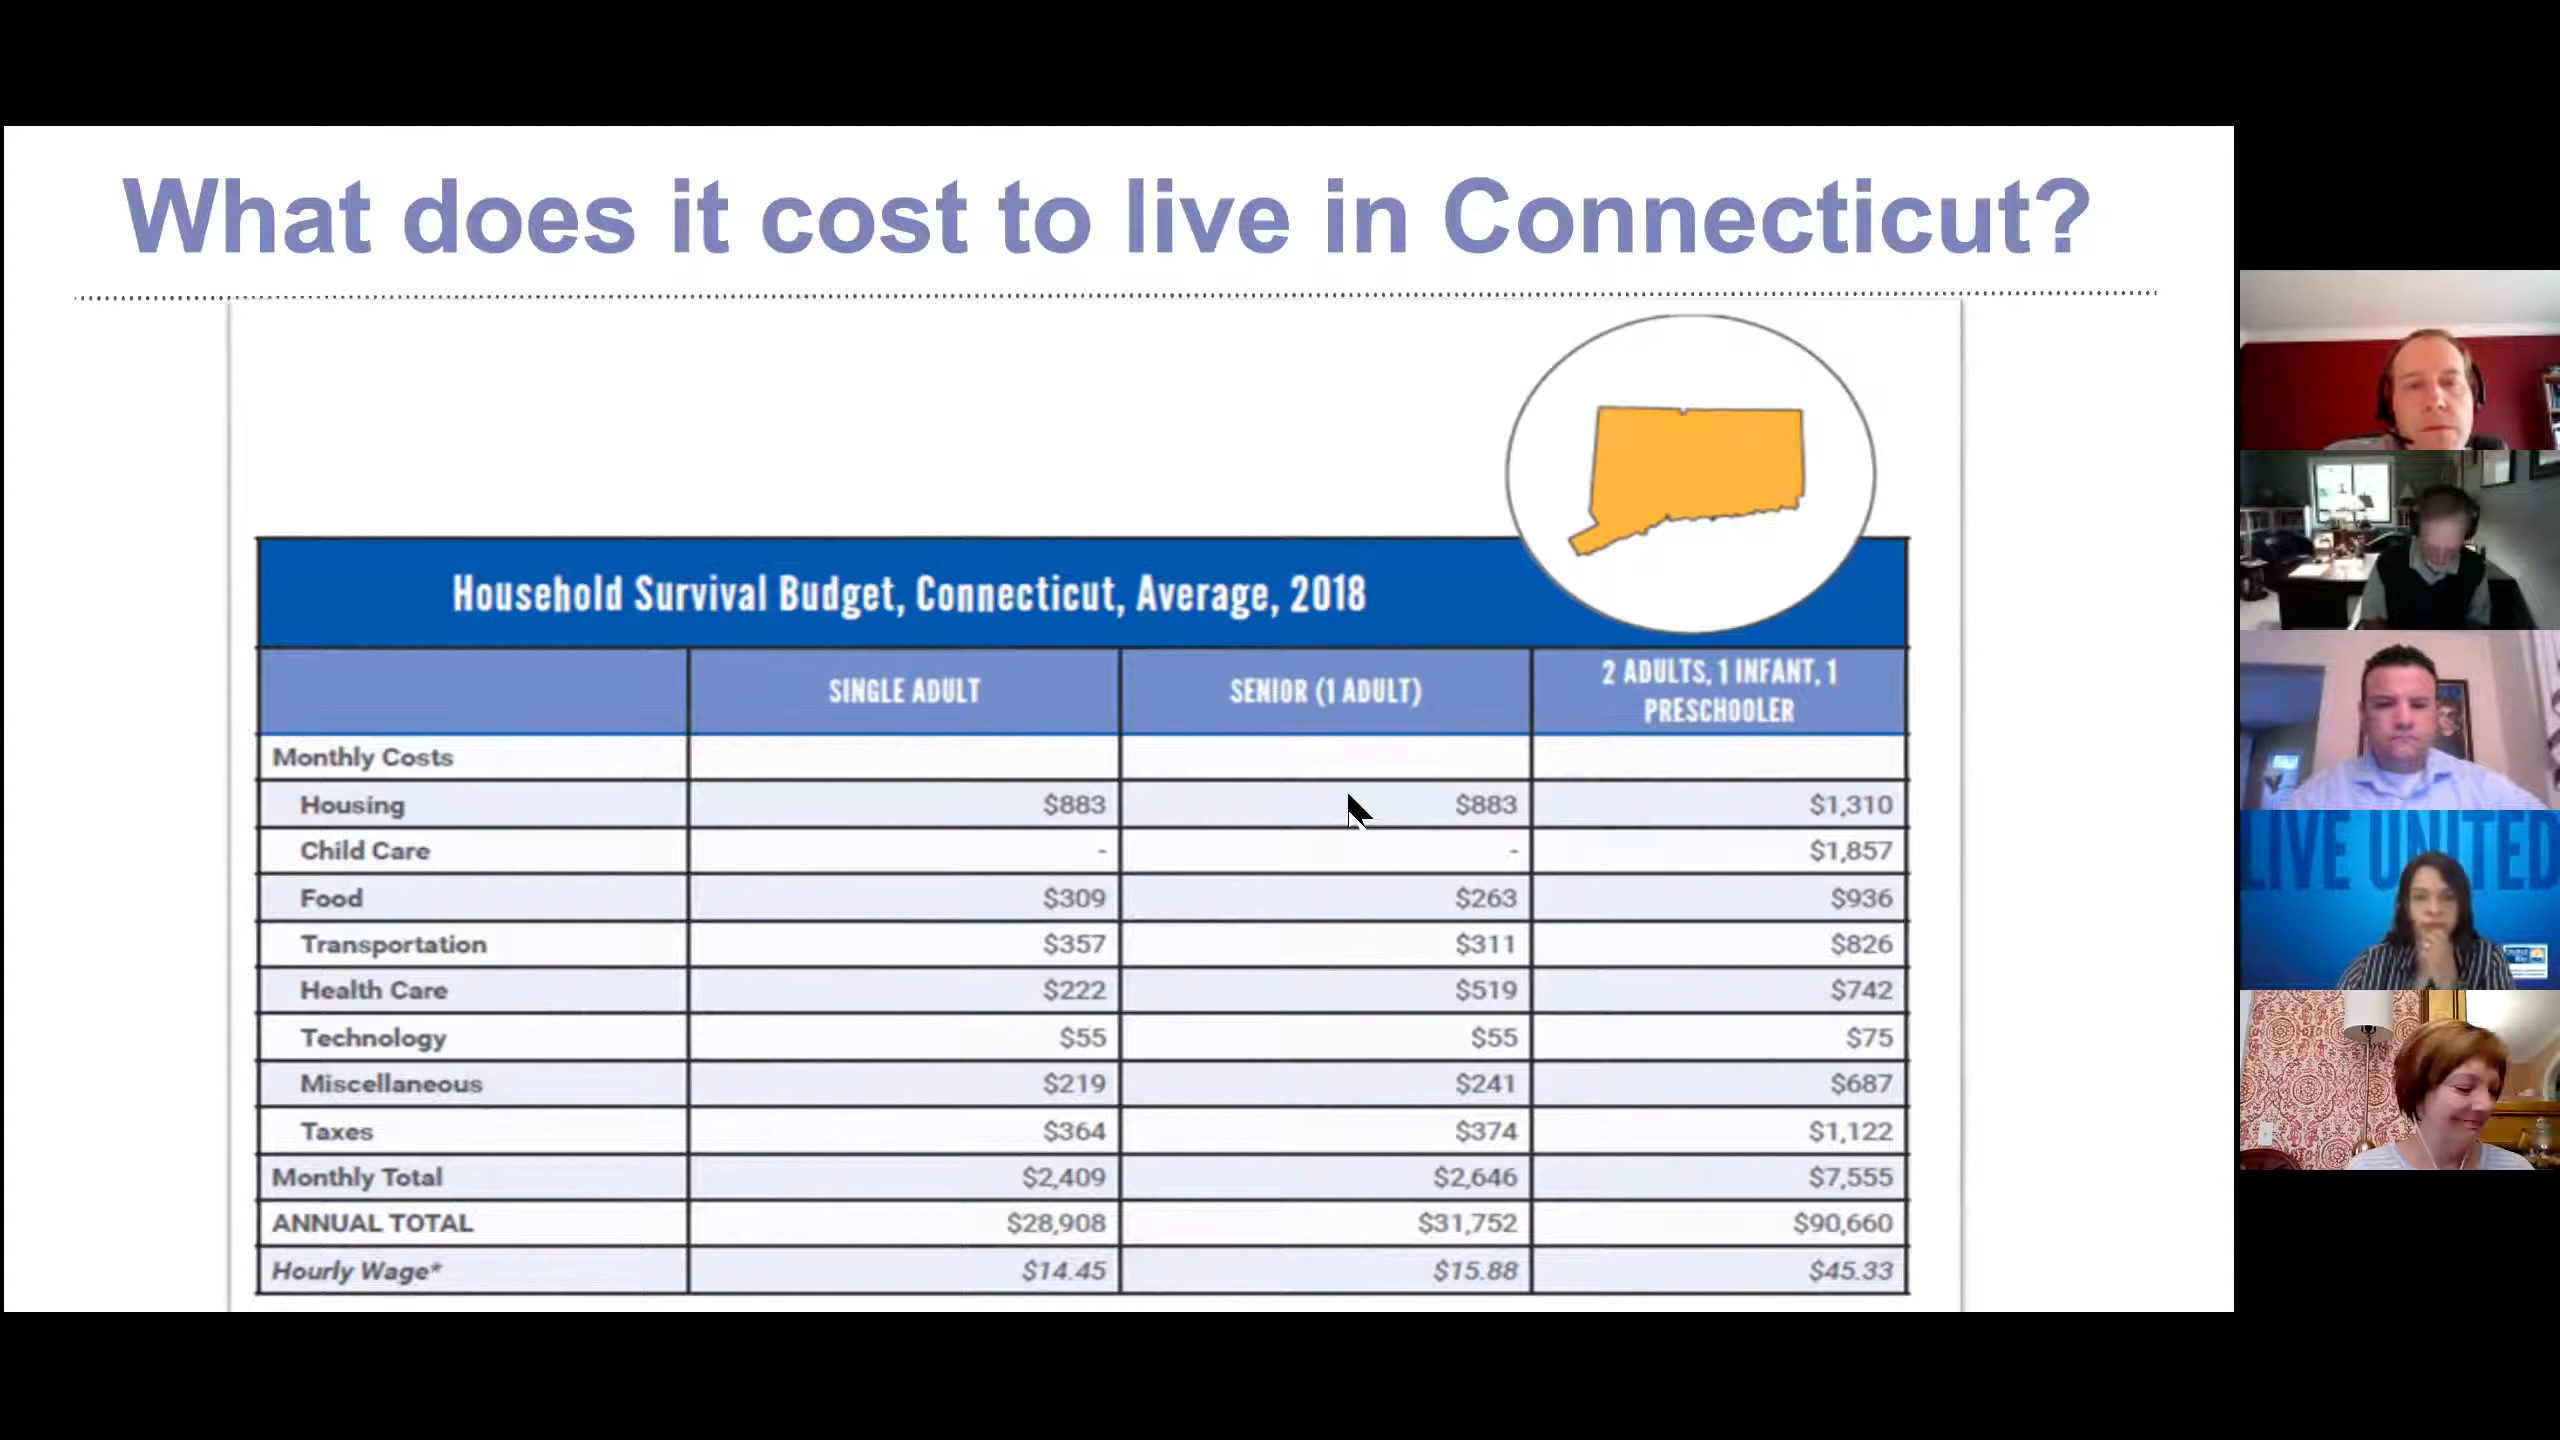 What does it cost to live in Connecticut?
Household Survival Budget, Connecticut, Average, 2018
SINGLE ADULT SENIOR (1 ADULT) 2 ADULTS, 1 INFANT, 1 PRESCHOOLER
Monthly Costs
Housing $883 $883 $1,310
Child Care - - $1,857
Food $309 $263 $936
Transportation $357 $311 $826
Health Care $222 $519 $742
Technology $55 $55 $75
Miscellaneous $219 $241 $687
Taxes $364 $374 $1,122
Monthly Total $2,409 $2,646 $7,555
ANNUAL TOTAL $28,908 $31,752 $90,660
Hourly Wage* $14.45 $15.88 $45.33
LIVE UNITED